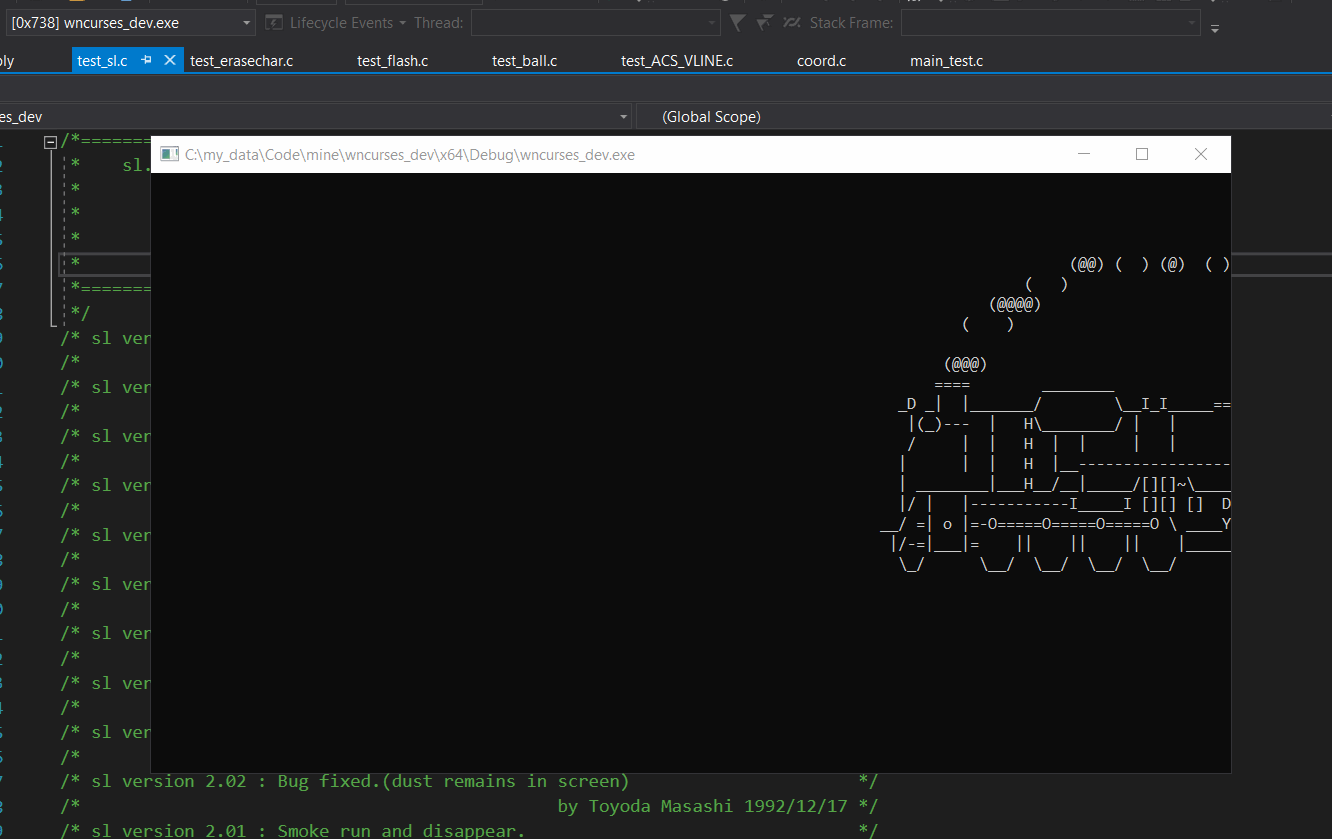 [0x738] wncurses_dev.exe Lifecycle Events Thread: Stack Frame:
ly test_sl.c test_erasechar.c test_flash.c test_ball.c test_ACS_VLINE.c coord.c main_test.c
es_dev (Global Scope)
/*========
C:\my_data\Code\mine\wncurses_dev\x64\Debug\wncurses_dev.exe
* sl.
*
*
*
* (@@) (  ) (@)  ( )
*========
(   )
*/
(@@@@)
(    )
/* sl ver
/*
(@@@)
====        ________
/* sl ver
_D _|  |_______/        \__I_I_____==
/*
|(_)---  |   H\________/ |   |
/* sl ver
/     |  |   H  |  |     |   |
/*
|      |  |   H  |__-----------------
/* sl ver
| ________|___H__/__|_____/[][]~\____
/*
|/ |   |-----------I_____I [][] []  D
__/ =| o |=-O=====O=====O=====O \ ____Y
/* sl ver
|/-=|___|=    ||    ||    ||    |_____
/*
\_/      \__/  \__/  \__/  \__/
/* sl ver
/*
/* sl ver
/*
/* sl ver
/*
/* sl ver
/*
/* sl version 2.02 : Bug fixed.(dust remains in screen) */
/* by Toyoda Masashi 1992/12/17 */
/* sl version 2.01 : Smoke run and disappear. */